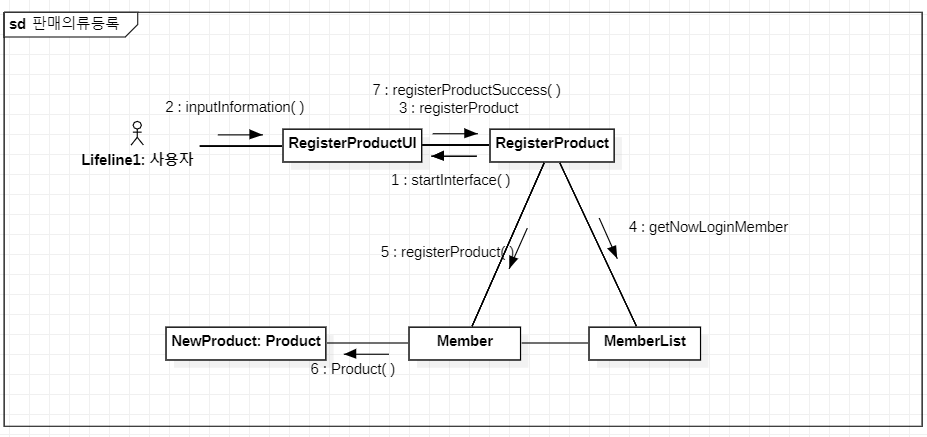 sd 판매의류등록
7 : registerProductSuccess( )
3 : registerProduct
2 : inputInformation( )
RegisterProductUI
RegisterProduct
Lifeline1: 사용자
1 : startInterface( )
4 : getNowLoginMember
5 : registerProduct( )
NewProduct: Product
Member
MemberList
6 : Product( )